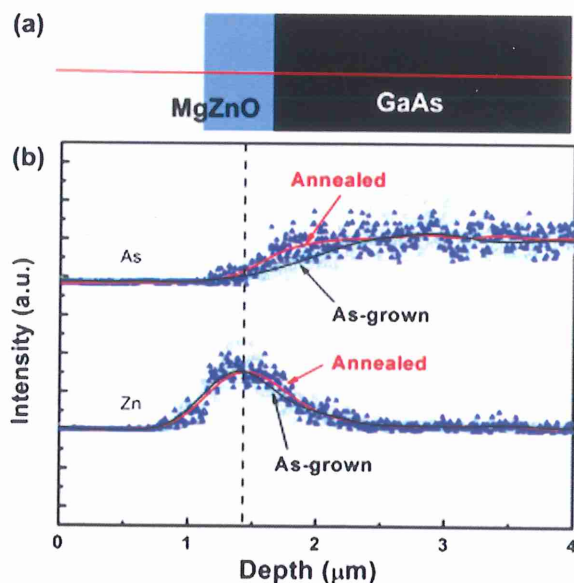 (a)
MgZnO
GaAs
(b)
Annealed
As
As-grown
Annealed
Zn
As-grown
Intensity (a.u.)
0 1 2 3 4
Depth (μm)